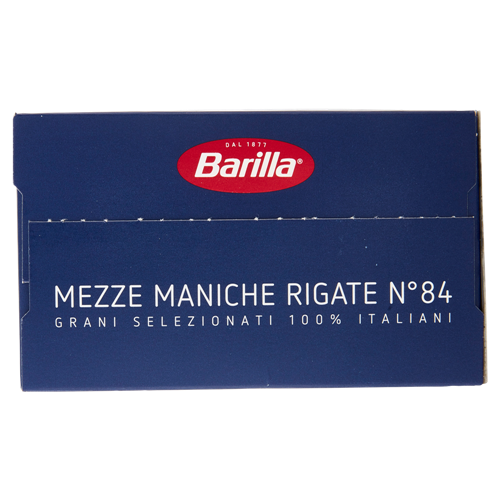 DAL 1877
Barilla®
MEZZE MANICHE RIGATE N°84
GRANI SELEZIONATI 100% ITALIANI